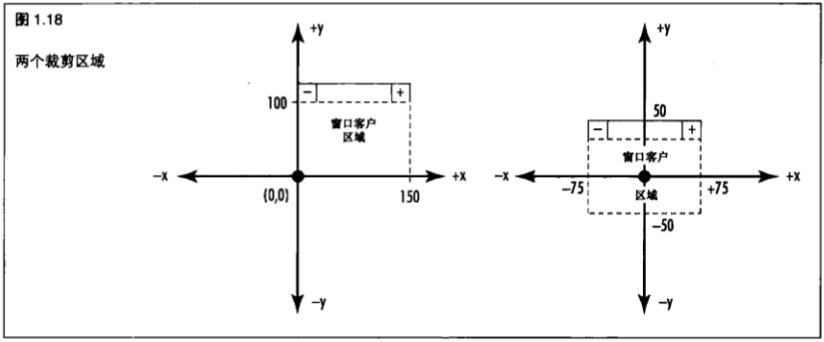 图 1.18
两个裁剪区域
+y
− +
100
窗口客户
区域
−x
+x
(0,0)
150
−y
+y
50
− +
窗口客户
−x
+x
−75
+75
区域
−50
−y